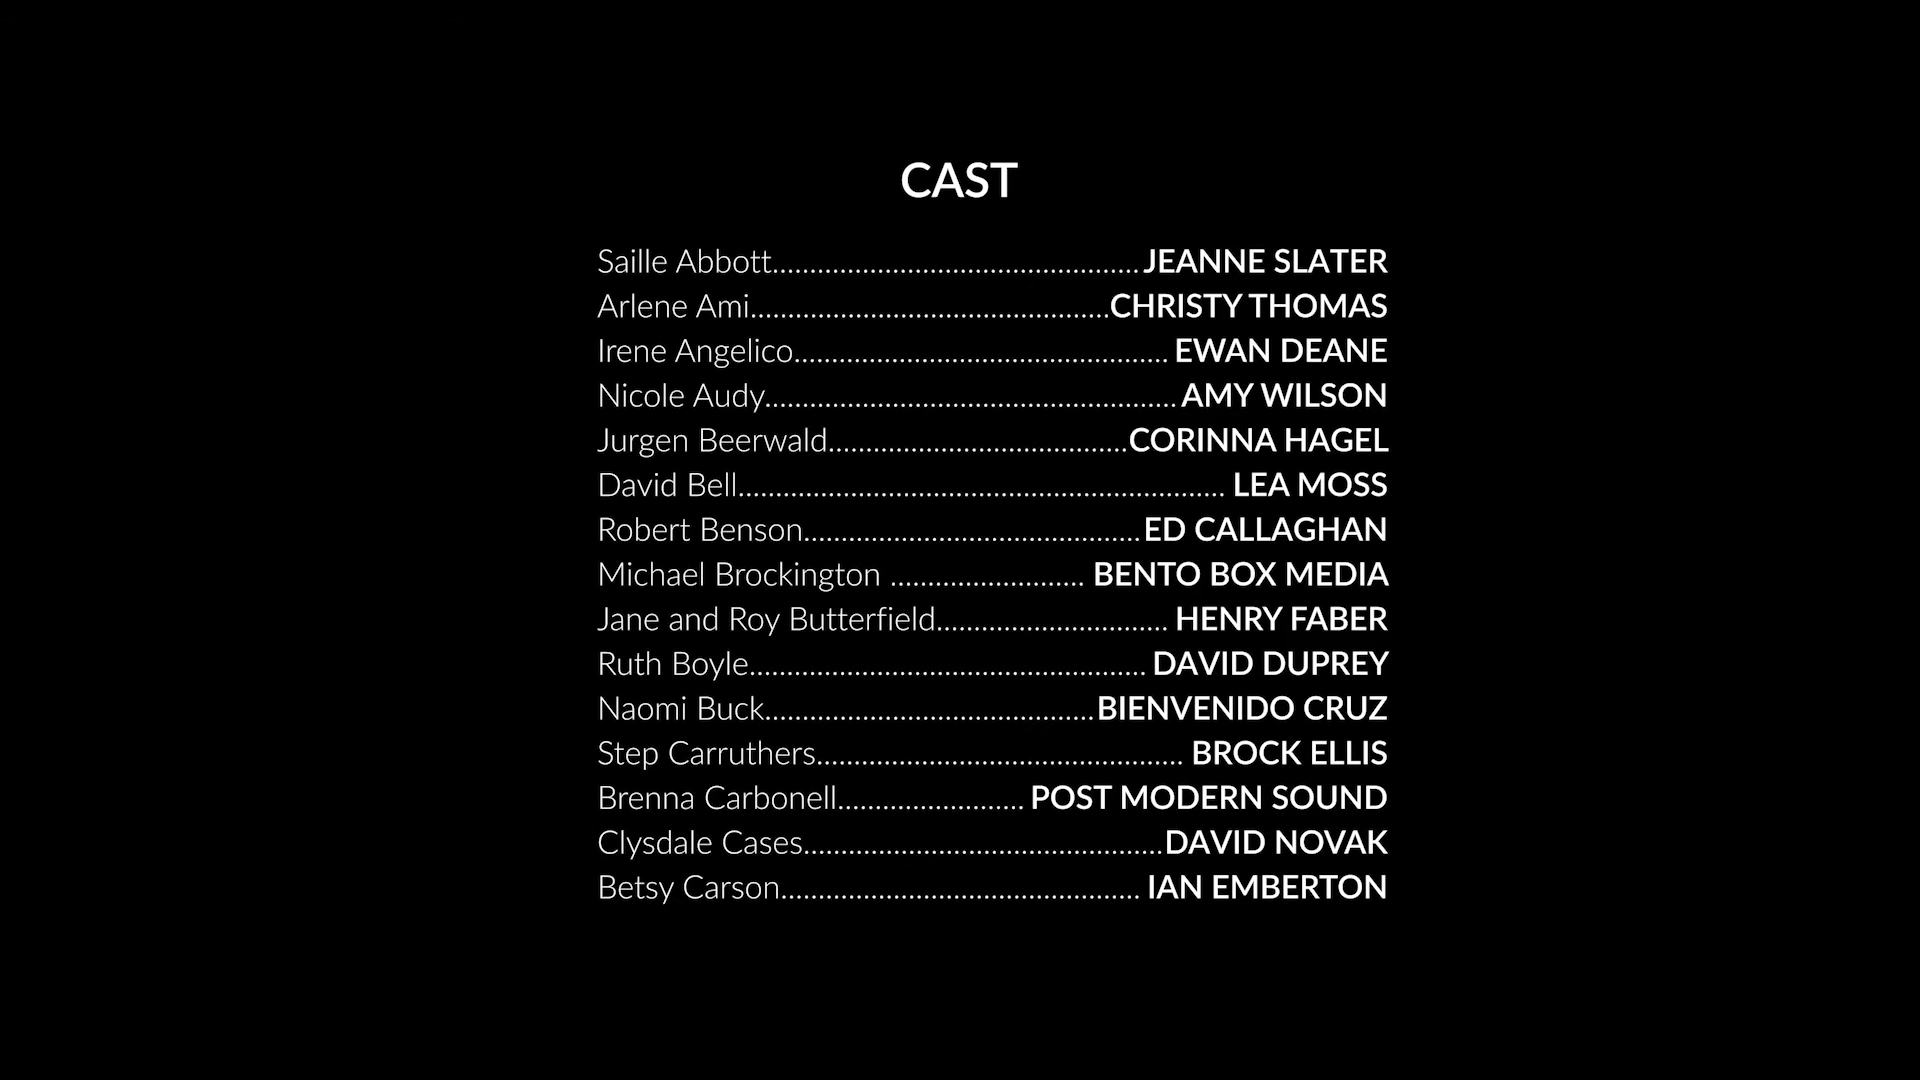 CAST
Saille Abbott................................................JEANNE SLATER
Arlene Ami................................................CHRISTY THOMAS
Irene Angelico.................................................. EWAN DEANE
Nicole Audy....................................................... AMY WILSON
Jurgen Beerwald........................................CORINNA HAGEL
David Bell................................................................. LEA MOSS
Robert Benson.............................................ED CALLAGHAN
Michael Brockington .......................... BENTO BOX MEDIA
Jane and Roy Butterfield............................... HENRY FABER
Ruth Boyle..................................................... DAVID DUPREY
Naomi Buck............................................BIENVENIDO CRUZ
Step Carruthers................................................. BROCK ELLIS
Brenna Carbonell......................... POST MODERN SOUND
Clysdale Cases................................................DAVID NOVAK
Betsy Carson................................................ IAN EMBERTON